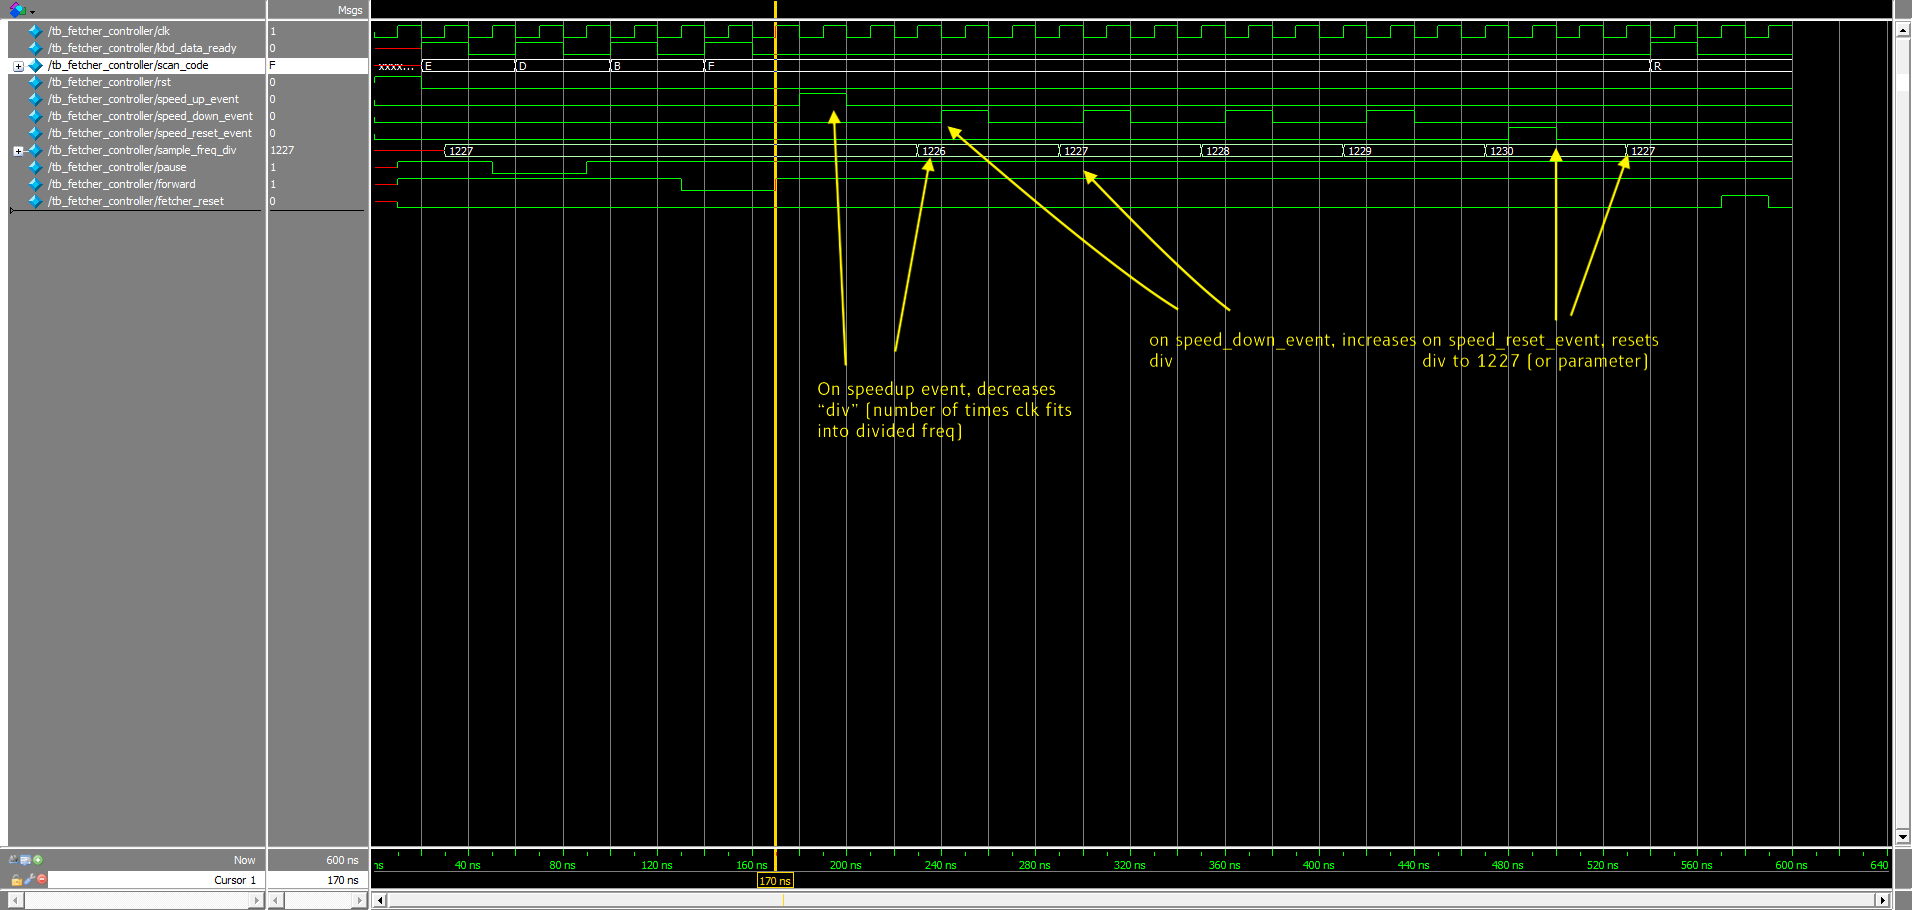 Msgs
/tb_fetcher_controller/clk 1
/tb_fetcher_controller/kbd_data_ready 0
/tb_fetcher_controller/scan_code F xxxx... E D B F R
/tb_fetcher_controller/rst 0
/tb_fetcher_controller/speed_up_event 0
/tb_fetcher_controller/speed_down_event 0
/tb_fetcher_controller/speed_reset_event 0
/tb_fetcher_controller/sample_freq_div 1227 1227 1226 1227 1228 1229 1230 1227
/tb_fetcher_controller/pause 1
/tb_fetcher_controller/forward 1
/tb_fetcher_controller/fetcher_reset 0
on speed_down_event, increases
div
on speed_reset_event, resets
div to 1227 (or parameter)
On speedup event, decreases
“div” (number of times clk fits
into divided freq)
Now 600 ns
ns 40 ns 80 ns 120 ns 160 ns 200 ns 240 ns 280 ns 320 ns 360 ns 400 ns 440 ns 480 ns 520 ns 560 ns 600 ns 640
Cursor 1 170 ns
170 ns